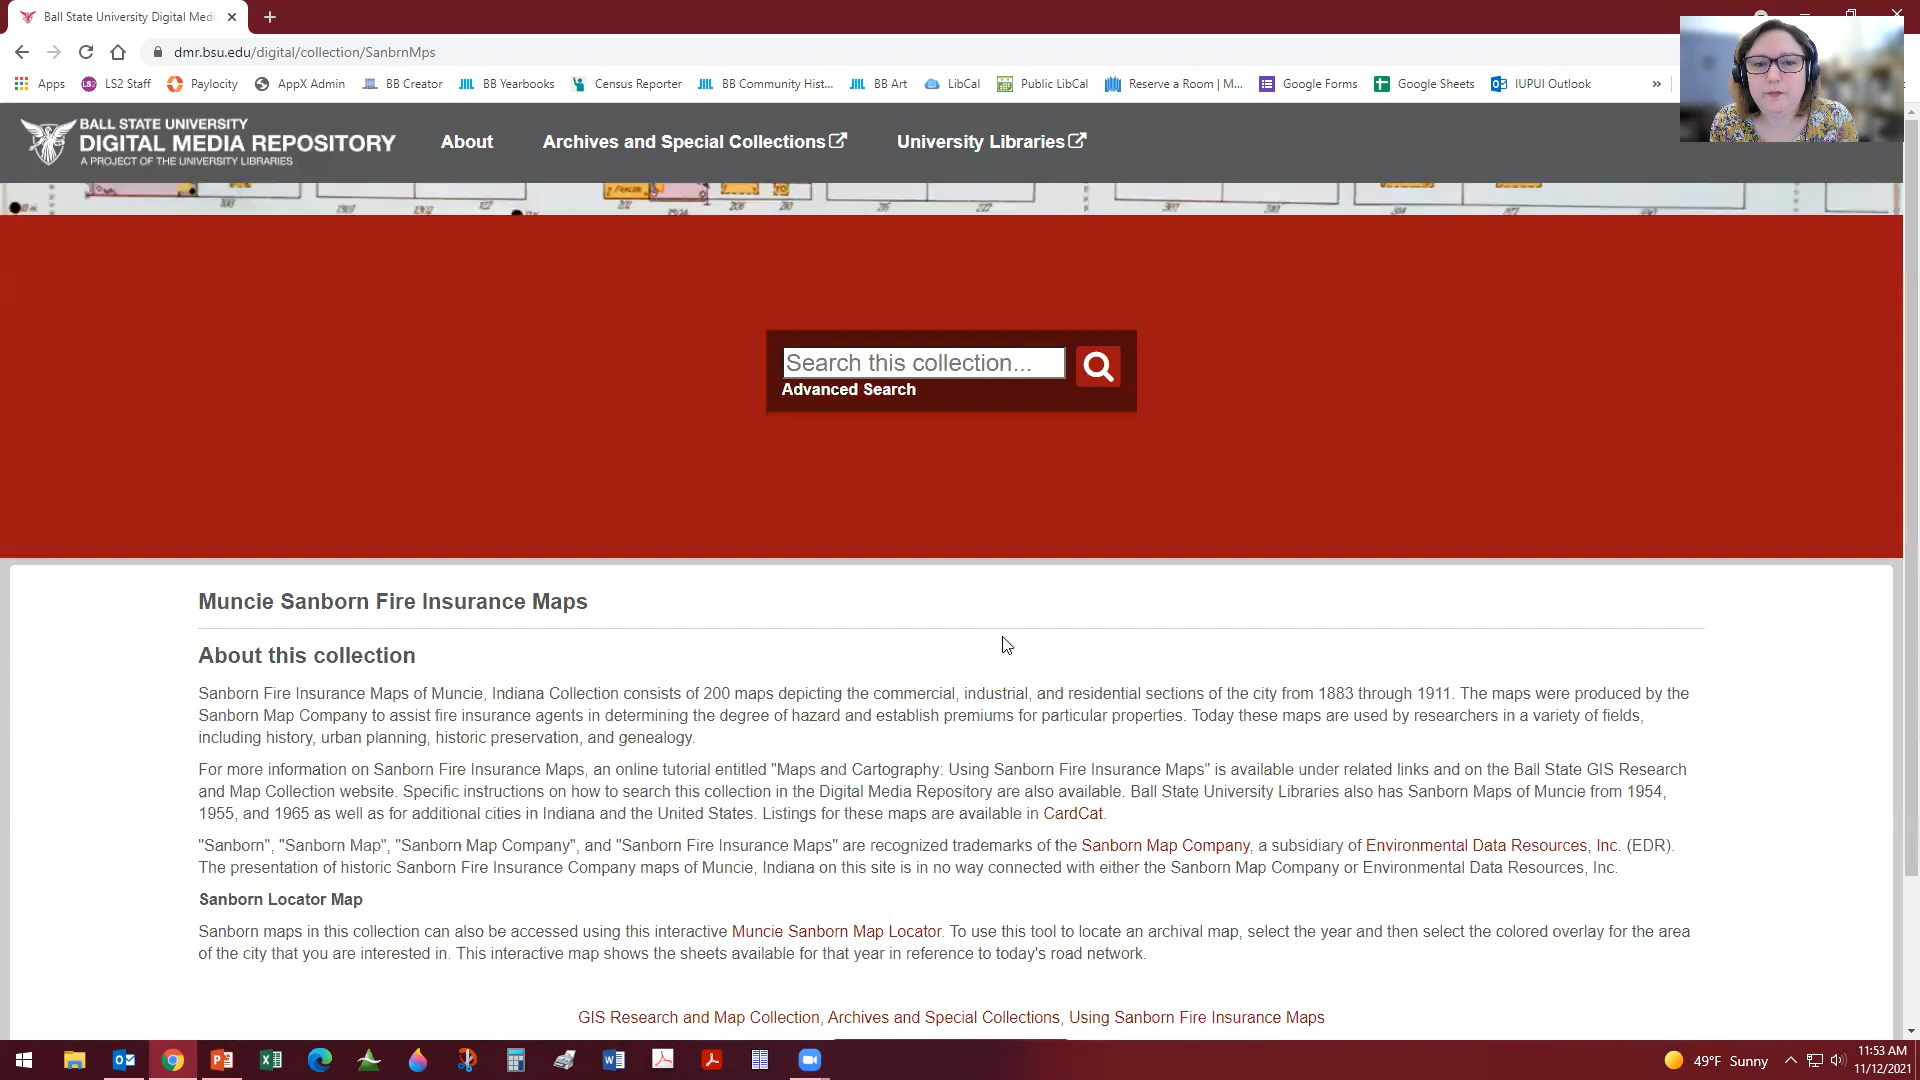 Ball State University Digital Medi
dmr.bsu.edu/digital/collection/SanbrnMps
Apps LS2 Staff Paylocity AppX Admin BB Creator BB Yearbooks Census Reporter BB Community Hist... BB Art LibCal Public LibCal Reserve a Room | M... Google Forms Google Sheets IUPUI Outlook »
BALL STATE UNIVERSITY
DIGITAL MEDIA REPOSITORY
A PROJECT OF THE UNIVERSITY LIBRARIES
About Archives and Special Collections University Libraries
Search this collection...
Advanced Search
Muncie Sanborn Fire Insurance Maps
About this collection
Sanborn Fire Insurance Maps of Muncie, Indiana Collection consists of 200 maps depicting the commercial, industrial, and residential sections of the city from 1883 through 1911. The maps were produced by the
Sanborn Map Company to assist fire insurance agents in determining the degree of hazard and establish premiums for particular properties. Today these maps are used by researchers in a variety of fields,
including history, urban planning, historic preservation, and genealogy.
For more information on Sanborn Fire Insurance Maps, an online tutorial entitled "Maps and Cartography: Using Sanborn Fire Insurance Maps" is available under related links and on the Ball State GIS Research
and Map Collection website. Specific instructions on how to search this collection in the Digital Media Repository are also available. Ball State University Libraries also has Sanborn Maps of Muncie from 1954,
1955, and 1965 as well as for additional cities in Indiana and the United States. Listings for these maps are available in CardCat.
"Sanborn", "Sanborn Map", "Sanborn Map Company", and "Sanborn Fire Insurance Maps" are recognized trademarks of the Sanborn Map Company, a subsidiary of Environmental Data Resources, Inc. (EDR).
The presentation of historic Sanborn Fire Insurance Company maps of Muncie, Indiana on this site is in no way connected with either the Sanborn Map Company or Environmental Data Resources, Inc.
Sanborn Locator Map
Sanborn maps in this collection can also be accessed using this interactive Muncie Sanborn Map Locator. To use this tool to locate an archival map, select the year and then select the colored overlay for the area
of the city that you are interested in. This interactive map shows the sheets available for that year in reference to today's road network.
GIS Research and Map Collection, Archives and Special Collections, Using Sanborn Fire Insurance Maps
49°F Sunny
11:53 AM
11/12/2021